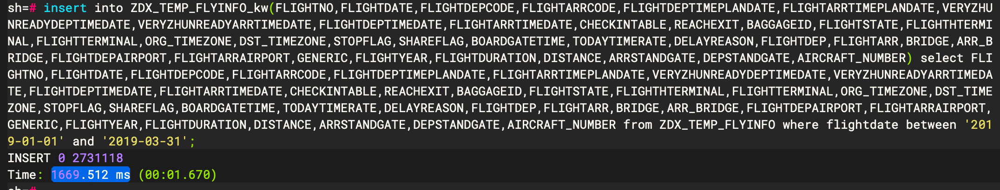 sh=# insert into ZDX_TEMP_FLYINFO_kw(FLIGHTNO,FLIGHTDATE,FLIGHTDEPCODE,FLIGHTARRCODE,FLIGHTDEPTIMEPLANDATE,FLIGHTARRTIMEPLANDATE,VERYZHU
NREADYDEPTIMEDATE,VERYZHUNREADYARRTIMEDATE,FLIGHTDEPTIMEDATE,FLIGHTARRTIMEDATE,CHECKINTABLE,REACHEXIT,BAGGAGEID,FLIGHTSTATE,FLIGHTHTERMI
NAL,FLIGHTTERMINAL,ORG_TIMEZONE,DST_TIMEZONE,STOPFLAG,SHAREFLAG,BOARDGATETIME,TODAYTIMERATE,DELAYREASON,FLIGHTDEP,FLIGHTARR,BRIDGE,ARR_B
RIDGE,FLIGHTDEPAIRPORT,FLIGHTARRAIRPORT,GENERIC,FLIGHTYEAR,FLIGHTDURATION,DISTANCE,ARRSTANDGATE,DEPSTANDGATE,AIRCRAFT_NUMBER) select FLI
GHTNO,FLIGHTDATE,FLIGHTDEPCODE,FLIGHTARRCODE,FLIGHTDEPTIMEPLANDATE,FLIGHTARRTIMEPLANDATE,VERYZHUNREADYDEPTIMEDATE,VERYZHUNREADYARRTIMEDA
TE,FLIGHTDEPTIMEDATE,FLIGHTARRTIMEDATE,CHECKINTABLE,REACHEXIT,BAGGAGEID,FLIGHTSTATE,FLIGHTHTERMINAL,FLIGHTTERMINAL,ORG_TIMEZONE,DST_TIME
ZONE,STOPFLAG,SHAREFLAG,BOARDGATETIME,TODAYTIMERATE,DELAYREASON,FLIGHTDEP,FLIGHTARR,BRIDGE,ARR_BRIDGE,FLIGHTDEPAIRPORT,FLIGHTARRAIRPORT,
GENERIC,FLIGHTYEAR,FLIGHTDURATION,DISTANCE,ARRSTANDGATE,DEPSTANDGATE,AIRCRAFT_NUMBER from ZDX_TEMP_FLYINFO where flightdate between '201
9-01-01' and '2019-03-31';
INSERT 0 2731118
Time: 1669.512 ms (00:01.670)
sh=#